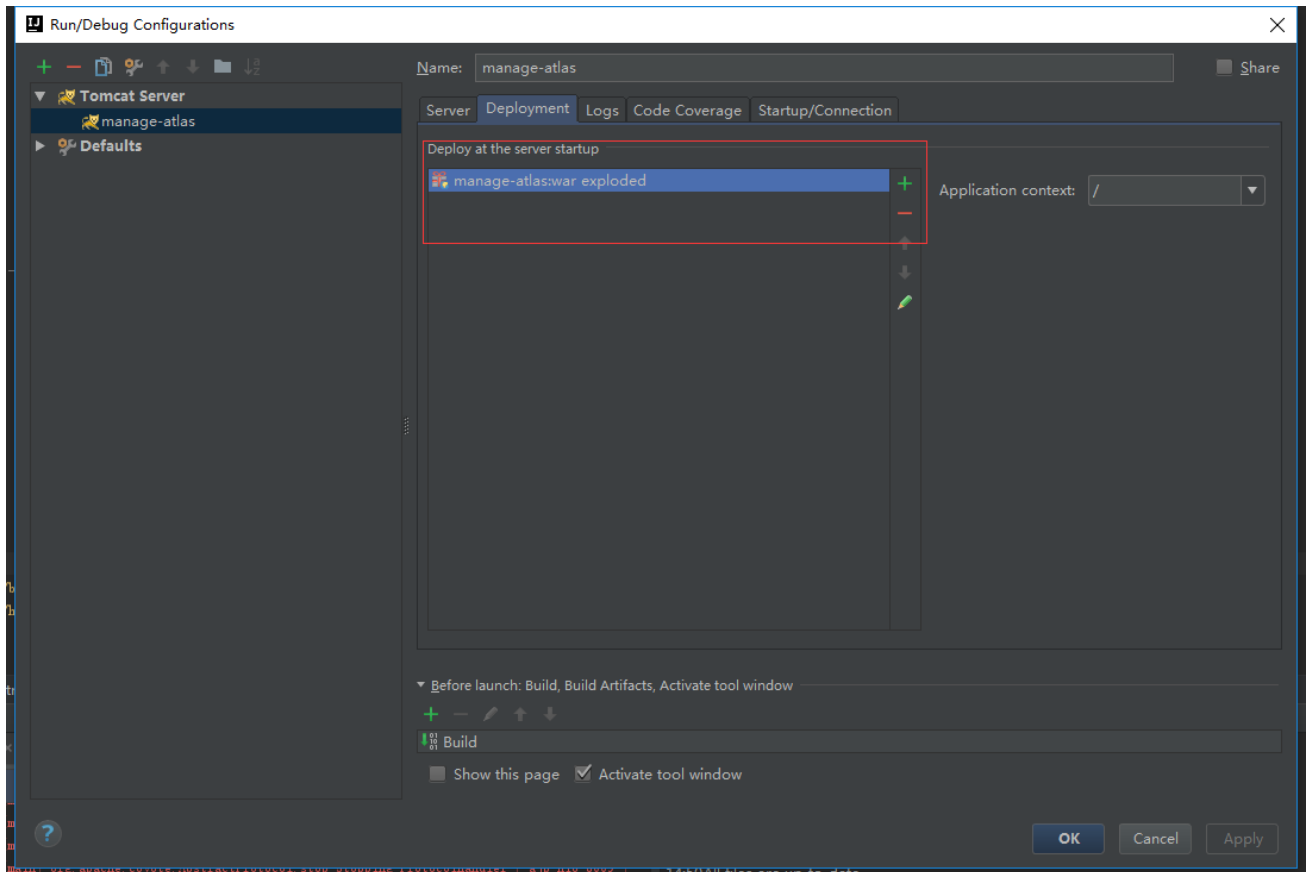 Run/Debug Configurations
Name: manage-atlas Share
Tomcat Server
manage-atlas
Defaults
Server Deployment Logs Code Coverage Startup/Connection
Deploy at the server startup
manage-atlas:war exploded
Application context: /
Before launch: Build, Build Artifacts, Activate tool window
Build
Show this page Activate tool window
?
OK Cancel Apply